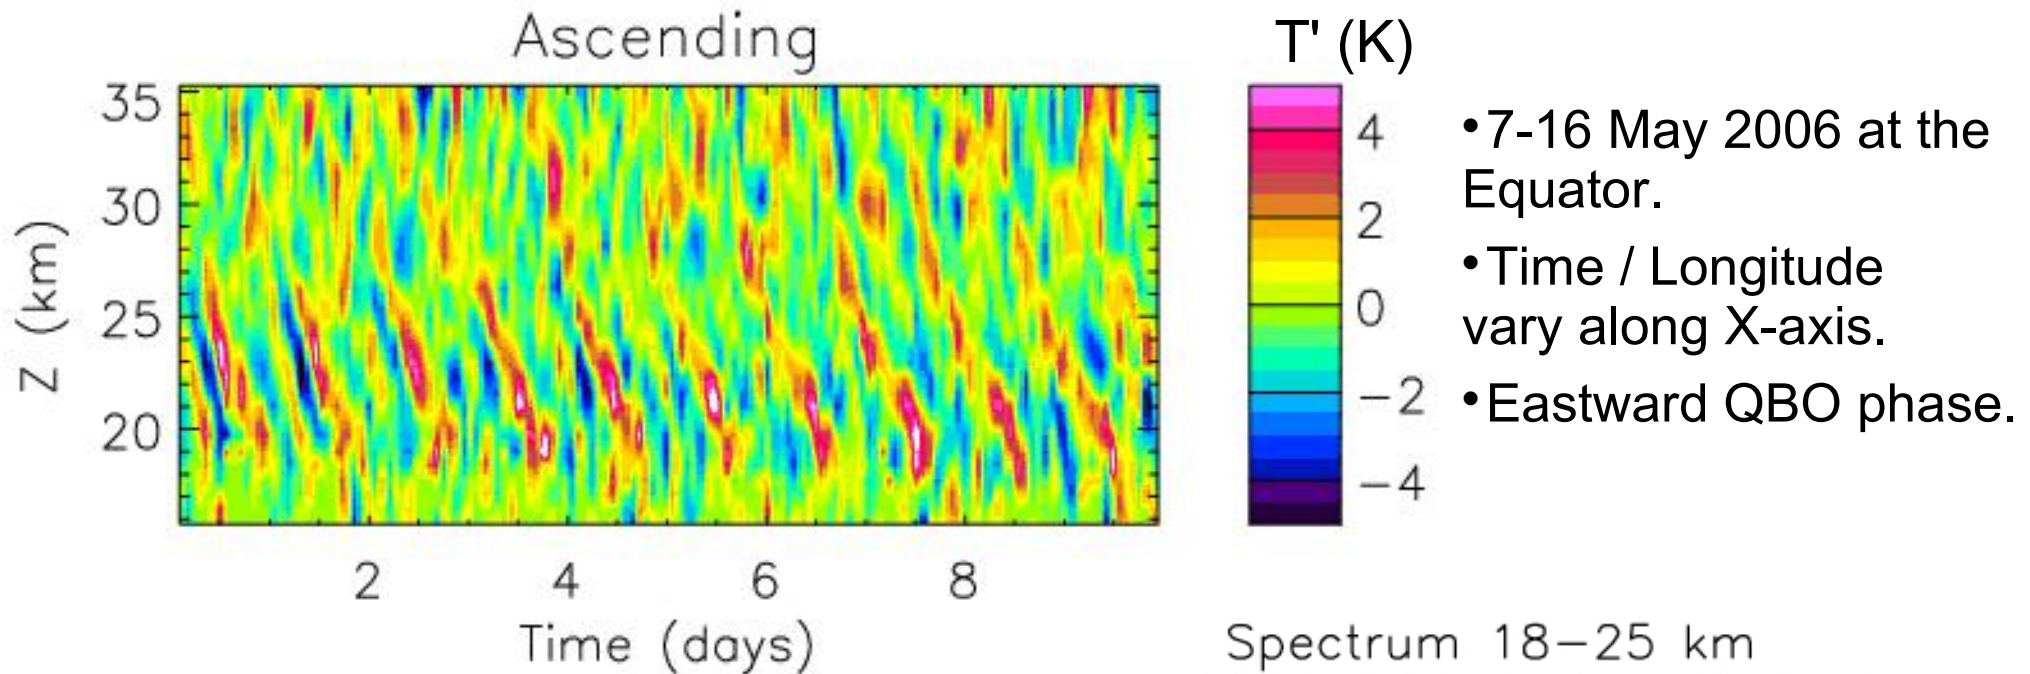 Ascending
T' (K)
35
30
25
20
Z (km)
2
4
6
8
Time (days)
4
2
0
−2
−4
•7-16 May 2006 at the
Equator.
•Time / Longitude
vary along X-axis.
•Eastward QBO phase.
Spectrum 18−25 km